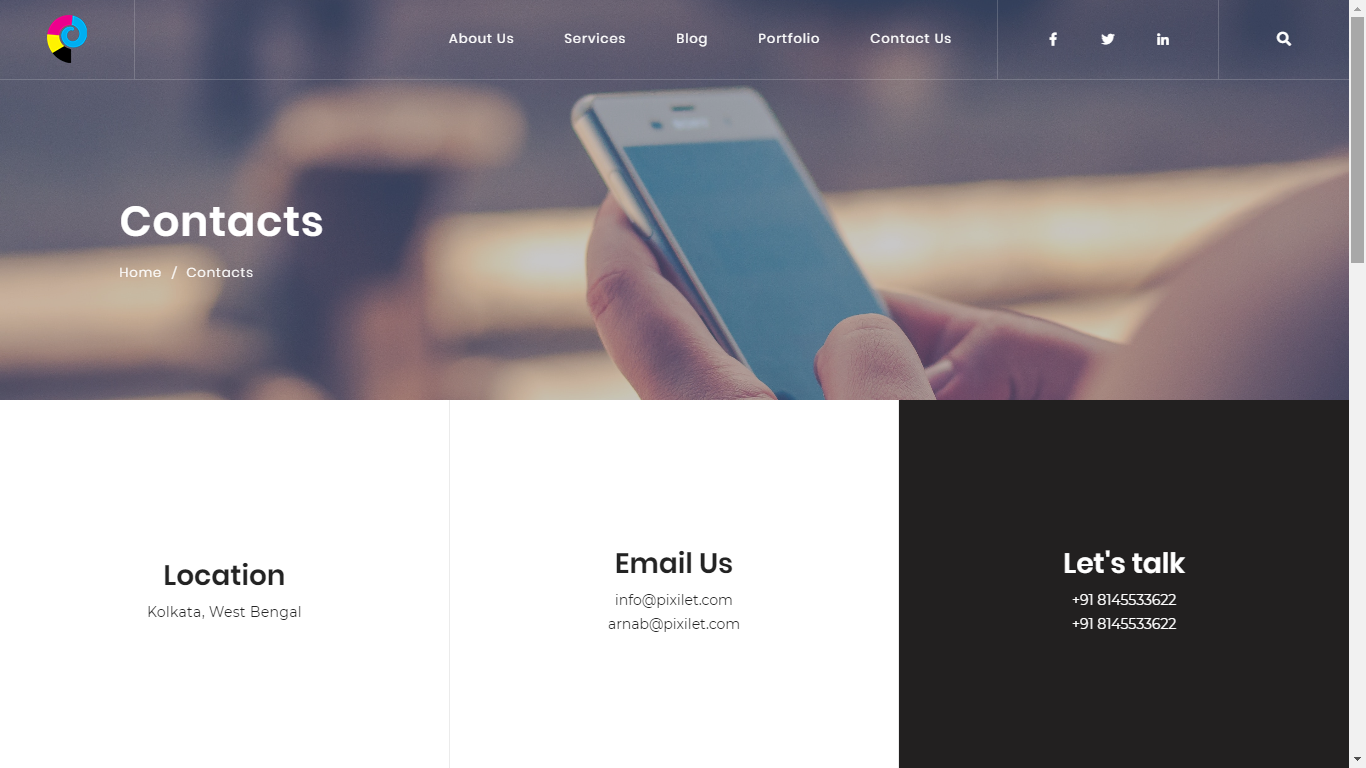 About Us
Services
Blog
Portfolio
Contact Us
Contacts
Home / Contacts
Location
Kolkata, West Bengal
Email Us
info@pixilet.com
arnab@pixilet.com
Let's talk
+91 8145533622
+91 8145533622